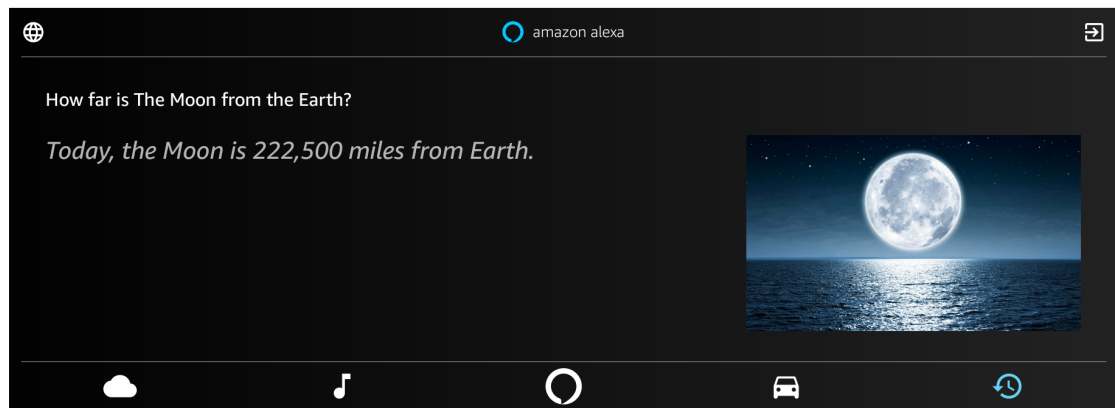 amazon alexa
How far is The Moon from the Earth?
Today, the Moon is 222,500 miles from Earth.